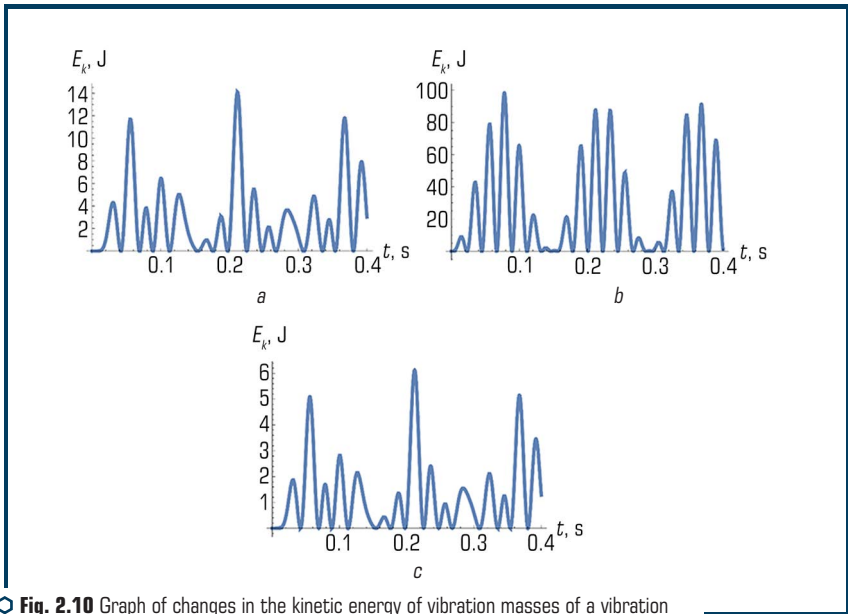 E_k, J
14
12
10
8
6
4
2
0.1 0.2 0.3 0.4 t, s
a
E_k, J
100
80
60
40
20
0.1 0.2 0.3 0.4 t, s
b
E_k, J
6
5
4
3
2
1
0.1 0.2 0.3 0.4 t, s
c
Fig. 2.10 Graph of changes in the kinetic energy of vibration masses of a vibration